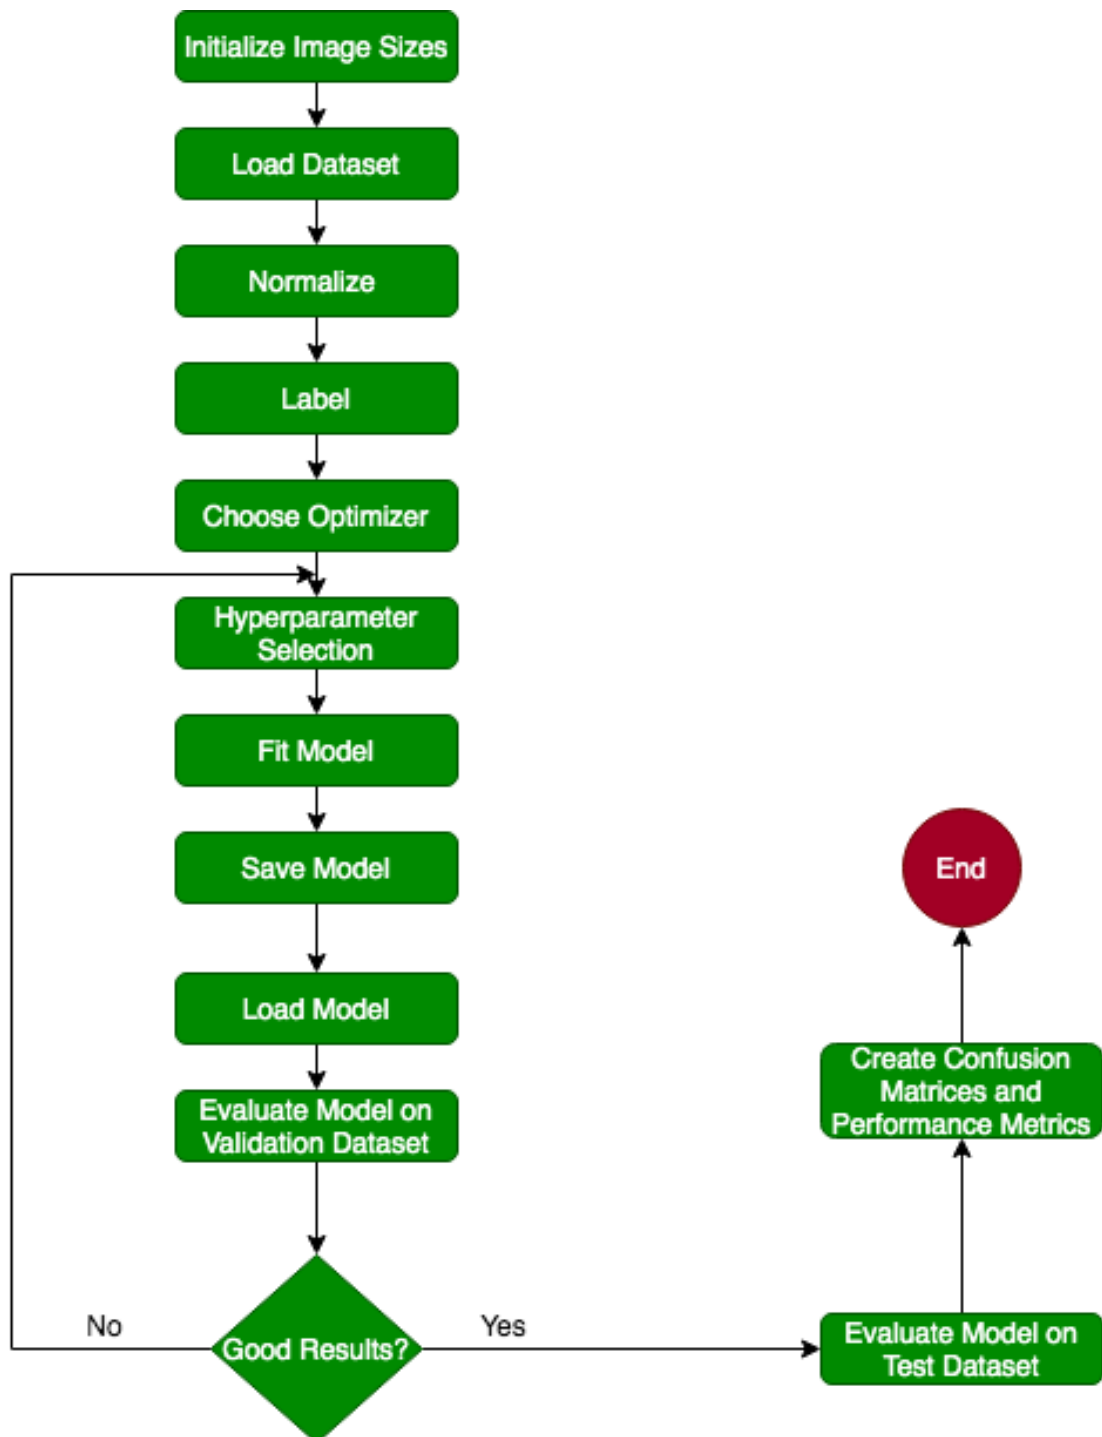 Initialize Image Sizes
Load Dataset
Normalize
Label
Choose Optimizer
Hyperparameter
Selection
Fit Model
Save Model
Load Model
Evaluate Model on
Validation Dataset
Good Results?
No
Yes
Evaluate Model on
Test Dataset
Create Confusion
Matrices and
Performance Metrics
End